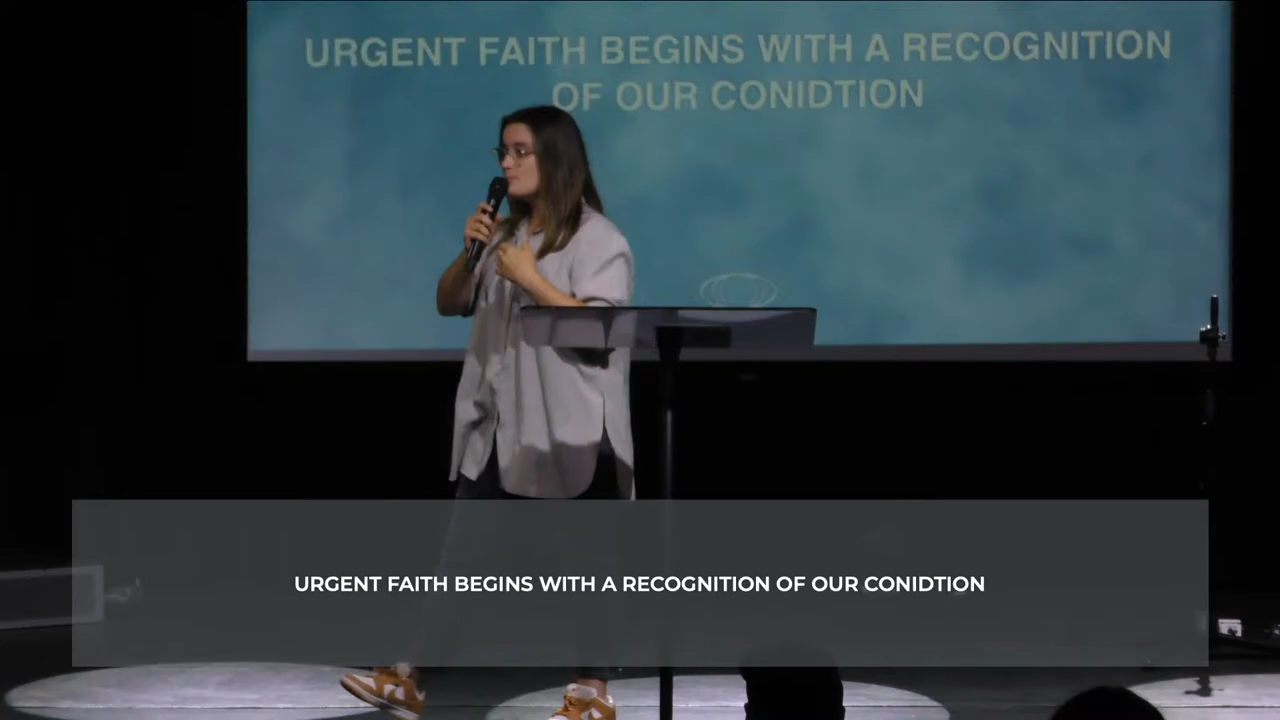 URGENT FAITH BEGINS WITH A RECOGNITION
OF OUR CONIDTION
URGENT FAITH BEGINS WITH A RECOGNITION OF OUR CONIDTION